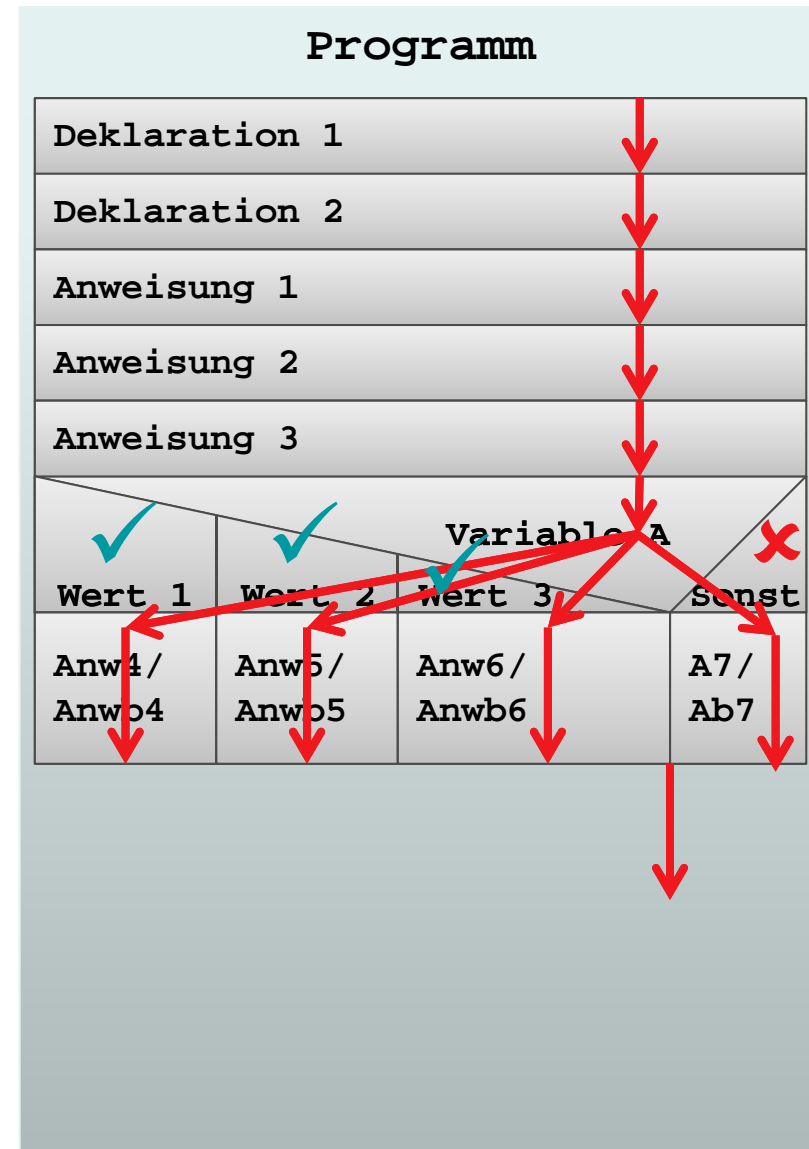 Programm
Deklaration 1
Deklaration 2
Anweisung 1
Anweisung 2
Anweisung 3
Variable A
Wert 1
Wert 2
Wert 3
Sonst
Anw4/
Anwb4
Anw5/
Anwb5
Anw6/
Anwb6
A7/
Ab7